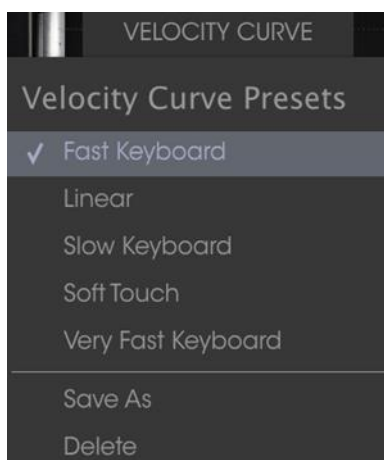 VELOCITY CURVE
Velocity Curve Presets
✓ Fast Keyboard
Linear
Slow Keyboard
Soft Touch
Very Fast Keyboard
Save As
Delete